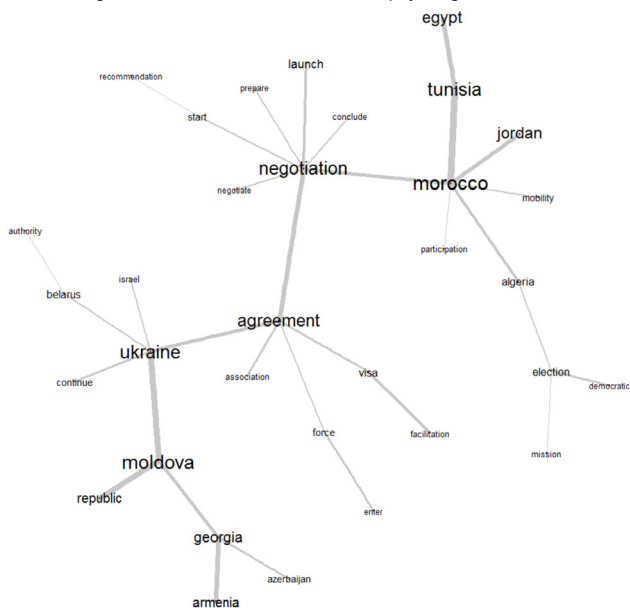 egypt
launch
recommendation
prepare
tunisia
start
conclude
jordan
negotiation
morocco
negotiate
mobility
authority
participation
israel
algeria
belarus
agreement
ukraine
visa
election
association
continue
democratic
force
facilitation
mission
moldova
republic
enter
georgia
azerbaijan
armenia